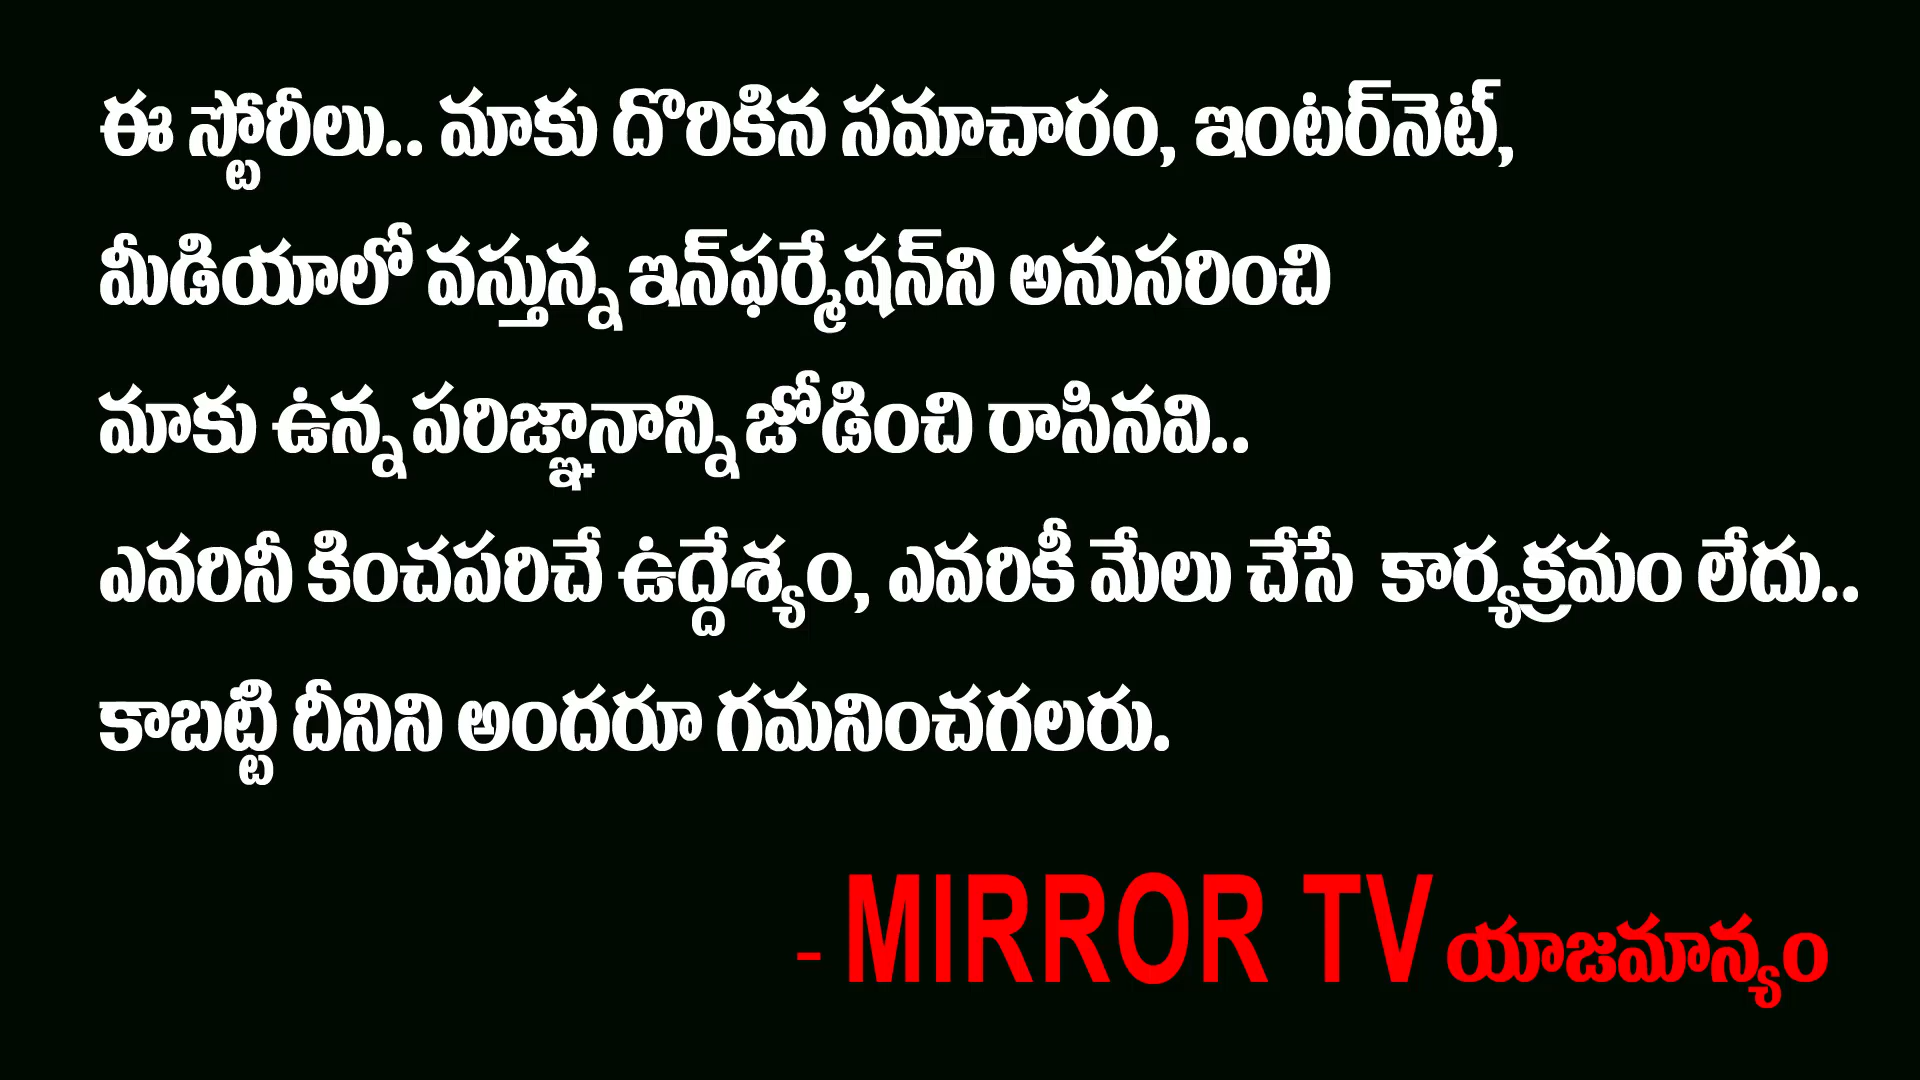 ఈ స్టోరీలు.. మాకు దొరికిన సమాచారం, ఇంటర్‌నెట్,
మీడియాలో వస్తున్న ఇన్‌ఫర్మేషన్‌ని అనుసరించి
మాకు ఉన్న పరిజ్ఞానాన్ని జోడించి రాసినవి..
ఎవరినీ కించపరిచే ఉద్దేశ్యం, ఎవరికీ మేలు చేసే కార్యక్రమం లేదు..
కాబట్టి దీనిని అందరూ గమనించగలరు.
- MIRROR TV యాజమాన్యం